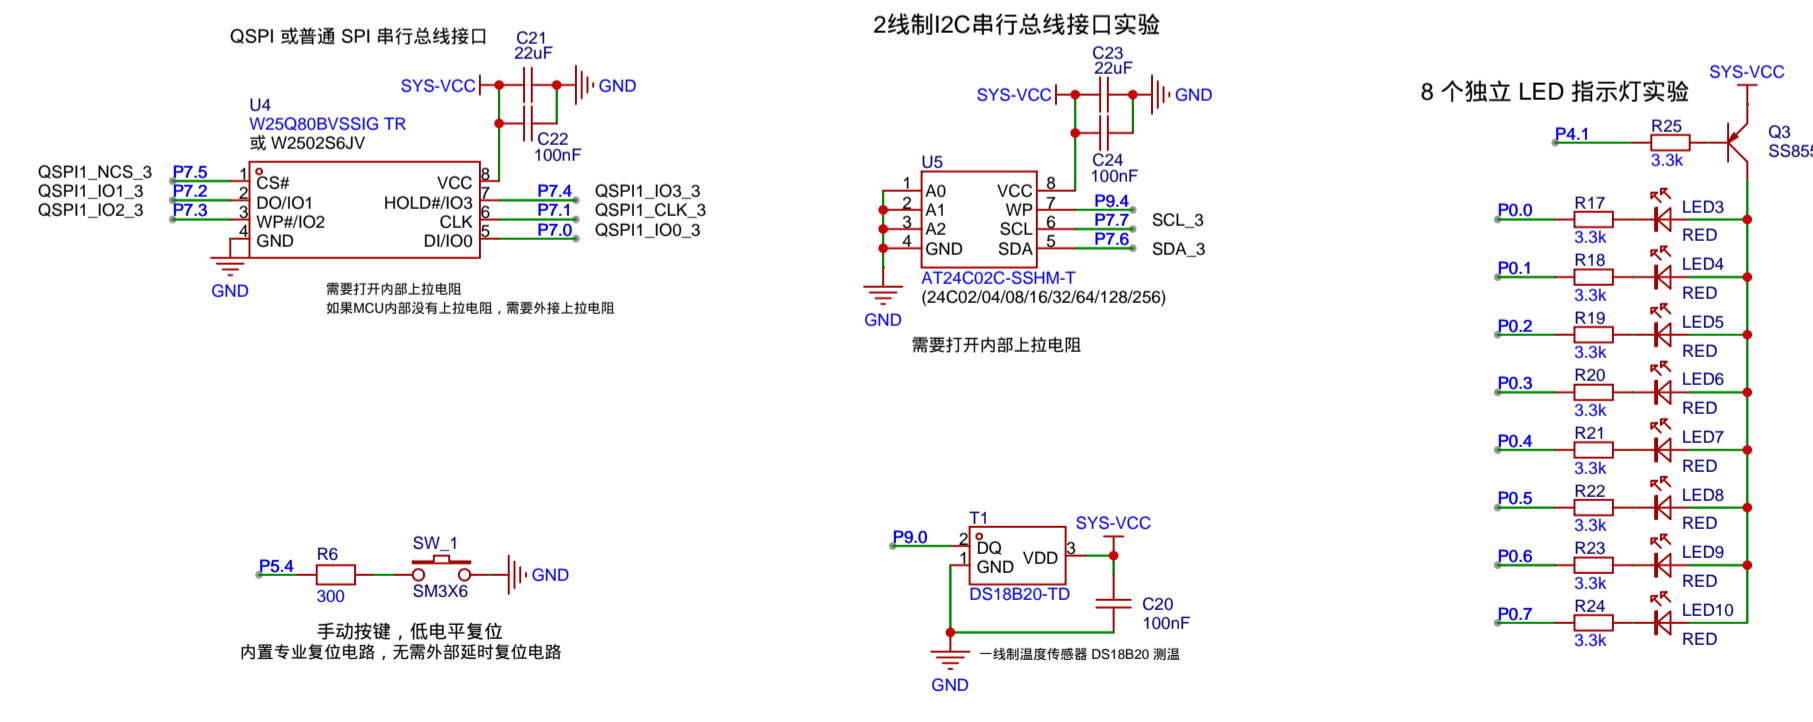 QSPI 或普通 SPI 串行总线接口
C21
22uF
SYS-VCC
GND
C22
100nF
U4
W25Q80BVSSIG TR
或 W2502S6JV
QSPI1_NCS_3
P7.5
1
CS#
QSPI1_IO1_3
P7.2
2
DO/IO1
QSPI1_IO2_3
P7.3
3
WP#/IO2
4
GND
GND
VCC
8
HOLD#/IO3
7
P7.4
QSPI1_IO3_3
CLK
6
P7.1
QSPI1_CLK_3
DI/IO0
5
P7.0
QSPI1_IO0_3
需要打开内部上拉电阻
如果MCU内部没有上拉电阻，需要外接上拉电阻
2线制I2C串行总线接口实验
C23
22uF
SYS-VCC
GND
C24
100nF
U5
1
A0
2
A1
3
A2
4
GND
GND
VCC
8
WP
7
P9.4
SCL
6
P7.7
SCL_3
SDA
5
P7.6
SDA_3
AT24C02C-SSHM-T
(24C02/04/08/16/32/64/128/256)
需要打开内部上拉电阻
8 个独立 LED 指示灯实验
SYS-VCC
P4.1
R25
3.3k
Q3
P0.0
R17
3.3k
LED3
RED
P0.1
R18
3.3k
LED4
RED
P0.2
R19
3.3k
LED5
RED
P0.3
R20
3.3k
LED6
RED
P0.4
R21
3.3k
LED7
RED
P0.5
R22
3.3k
LED8
RED
P0.6
R23
3.3k
LED9
RED
P0.7
R24
3.3k
LED10
RED
P5.4
R6
300
SW_1
SM3X6
GND
手动按键，低电平复位
内置专业复位电路，无需外部延时复位电路
T1
P9.0
2
DQ
1
GND
VDD
3
SYS-VCC
DS18B20-TD
C20
100nF
GND
一线制温度传感器 DS18B20 测温